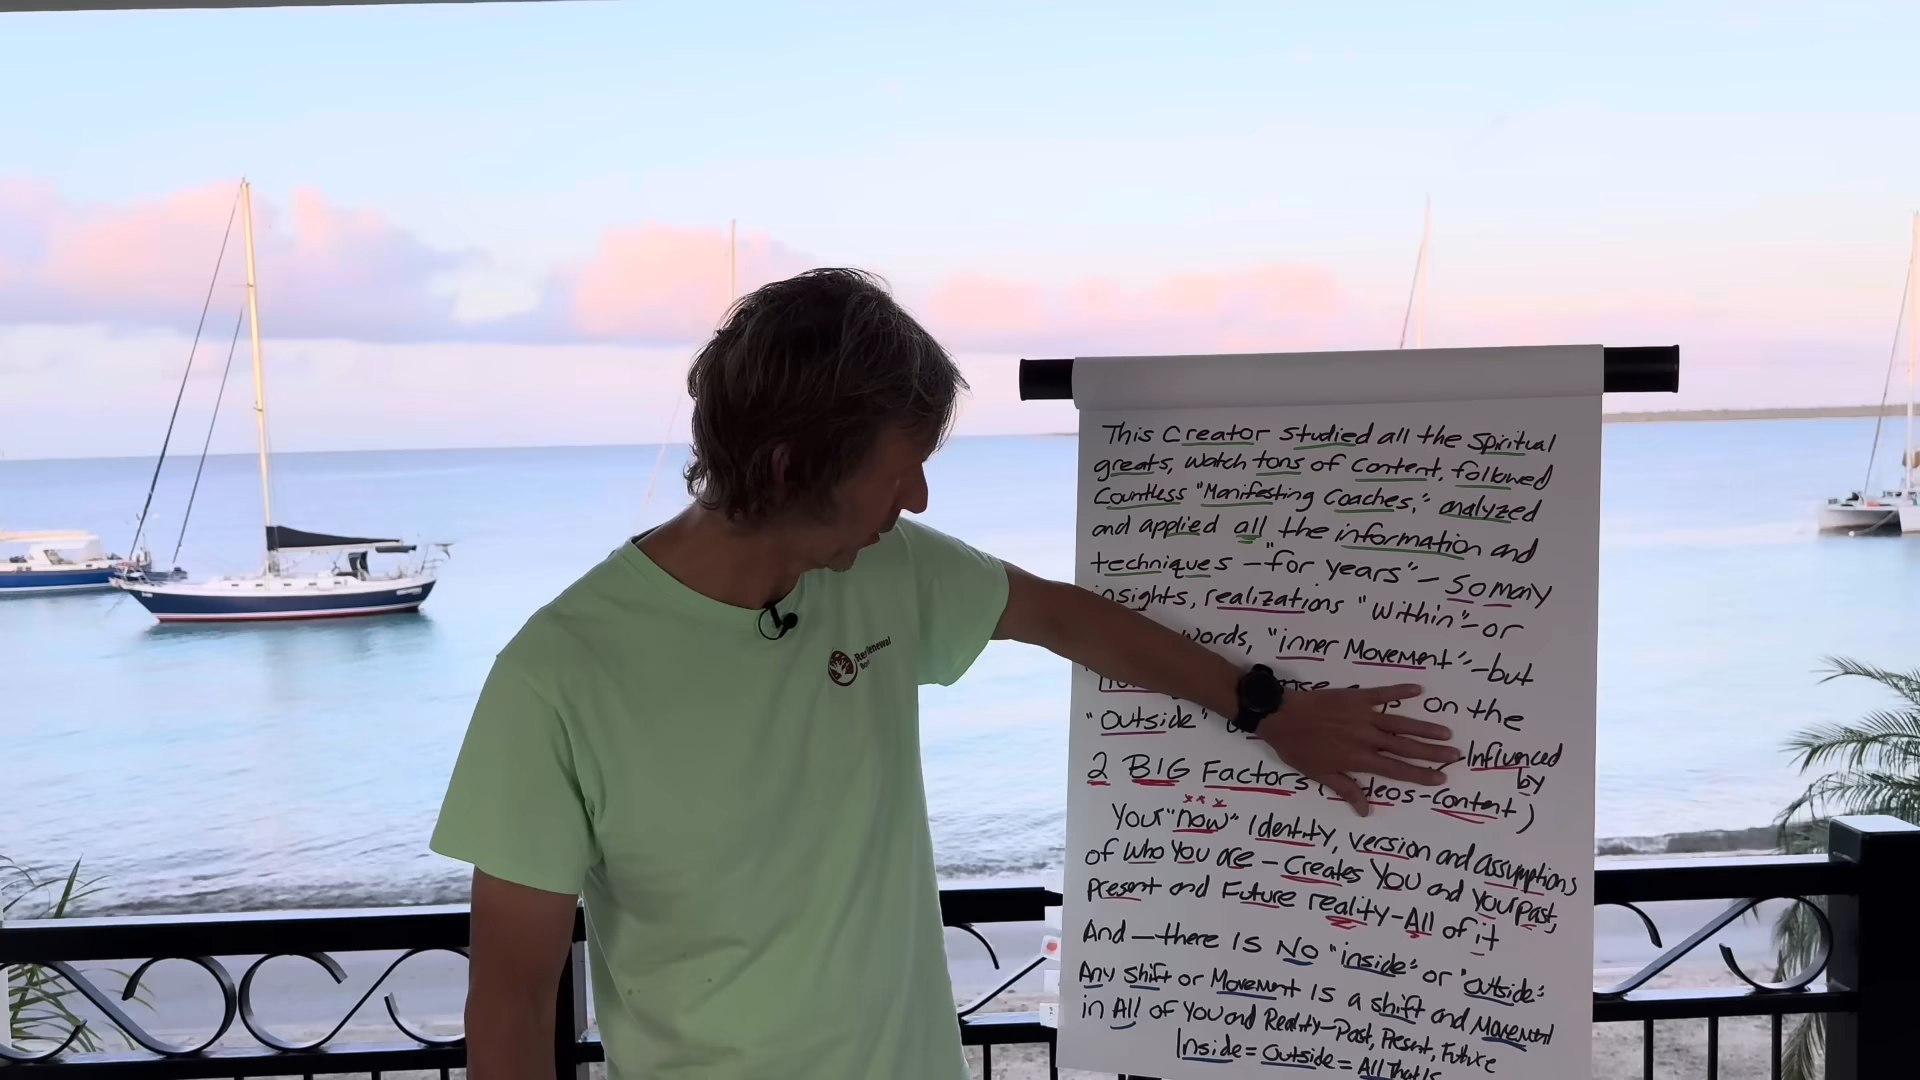 This Creator studied all the spiritual
greats, watch tons of content, followed
countless "Manifesting Coaches," analyzed
and applied all the information and
techniques - "for years" - so many
insights, realizations "within" - or
words, "inner Movement" - but
on the
"outside"
Influenced
by
2 BIG Factors (videos-content)
Your "now" Identity, version and assumptions
of who you are - creates you and your past,
present and Future reality - All of it
And - there is No "inside" or "outside"
Any shift or Movement is a shift and Movement
in All of you and Reality - Past, Present, Future
Inside = Outside = All That Is